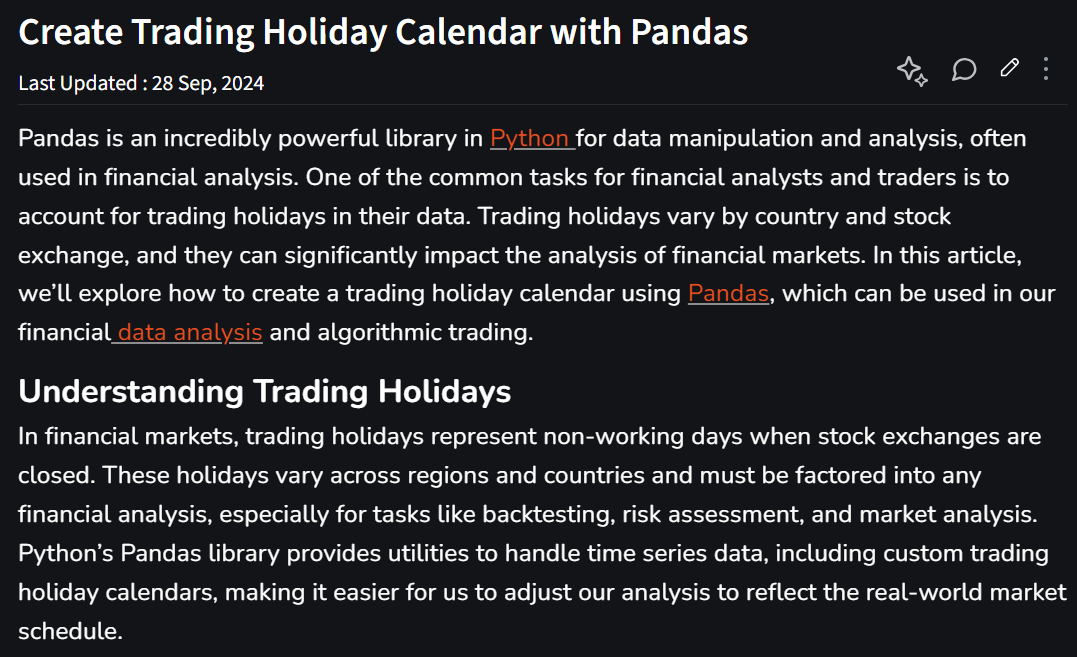 Create Trading Holiday Calendar with Pandas
Last Updated : 28 Sep, 2024
Pandas is an incredibly powerful library in Python for data manipulation and analysis, often
used in financial analysis. One of the common tasks for financial analysts and traders is to
account for trading holidays in their data. Trading holidays vary by country and stock
exchange, and they can significantly impact the analysis of financial markets. In this article,
we’ll explore how to create a trading holiday calendar using Pandas, which can be used in our
financial data analysis and algorithmic trading.
Understanding Trading Holidays
In financial markets, trading holidays represent non-working days when stock exchanges are
closed. These holidays vary across regions and countries and must be factored into any
financial analysis, especially for tasks like backtesting, risk assessment, and market analysis.
Python’s Pandas library provides utilities to handle time series data, including custom trading
holiday calendars, making it easier for us to adjust our analysis to reflect the real-world market
schedule.